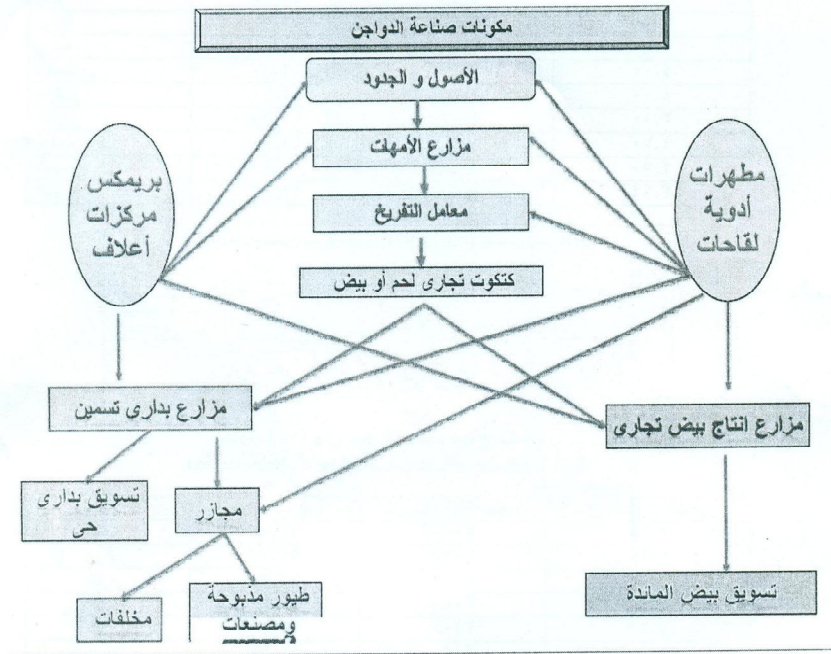 مكونات صناعة الدواجن
الأصول و الجدود
مزارع الأمهات
معامل التفريخ
كتكوت تجارى لحم أو بيض
مطهرات
أدوية
لقاحات
بريمكس
مركزات
أعلاف
مزارع انتاج بيض تجارى
مزارع بدارى تسمين
تسويق بدارى
حى
مجازر
تسويق بيض المائدة
طيور مذبوحة
ومصنعات
مخلفات